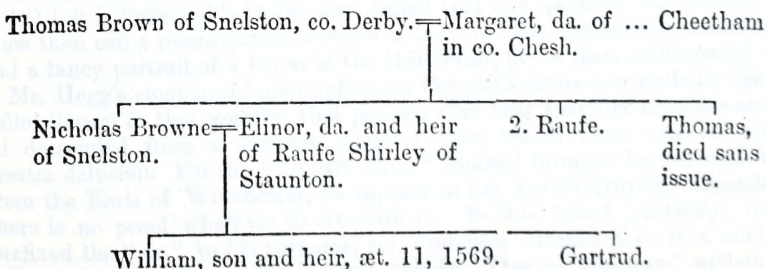 Thomas Brown of Snelston, co. Derby.=Margaret, da. of ... Cheetham
in co. Chesh.
Nicholas Browne=Elinor, da. and heir
of Snelston.
of Raufe Shirley of
Staunton.
2. Raufe.
Thomas,
died sans
issue.
William, son and heir, æt. 11, 1569.
Gartrud.